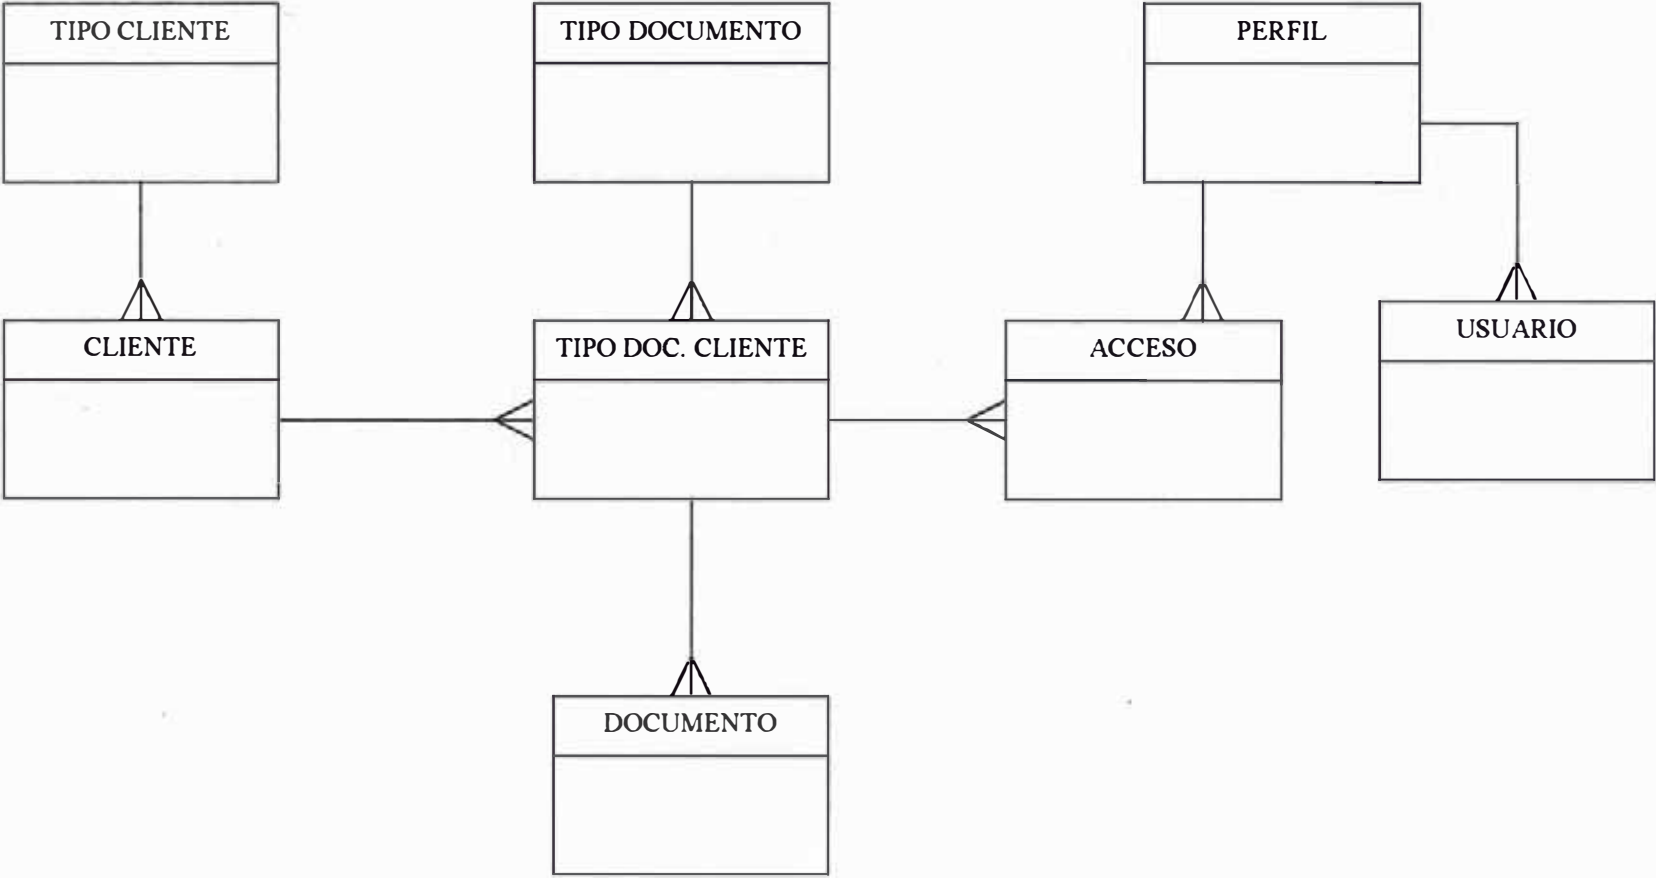 TIPO CLIENTE
TIPO DOCUMENTO
PERFIL
CLIENTE
TIPO DOC. CLIENTE
ACCESO
USUARIO
DOCUMENTO